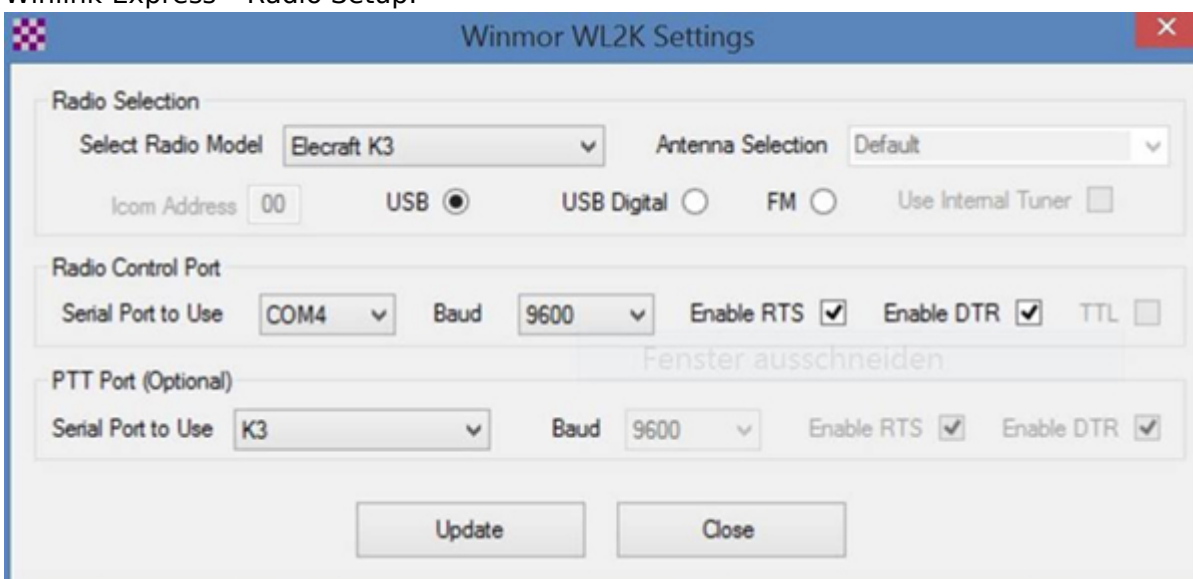 Winlink Express - Radio Setup:
Winmor WL2K Settings
Radio Selection
Select Radio Model Elecraft K3 Antenna Selection Default
Icom Address 00 USB USB Digital FM Use Internal Tuner
Radio Control Port
Serial Port to Use COM4 Baud 9600 Enable RTS Enable DTR TTL
Fenster ausschneiden
PTT Port (Optional)
Serial Port to Use K3 Baud 9600 Enable RTS Enable DTR
Update Close